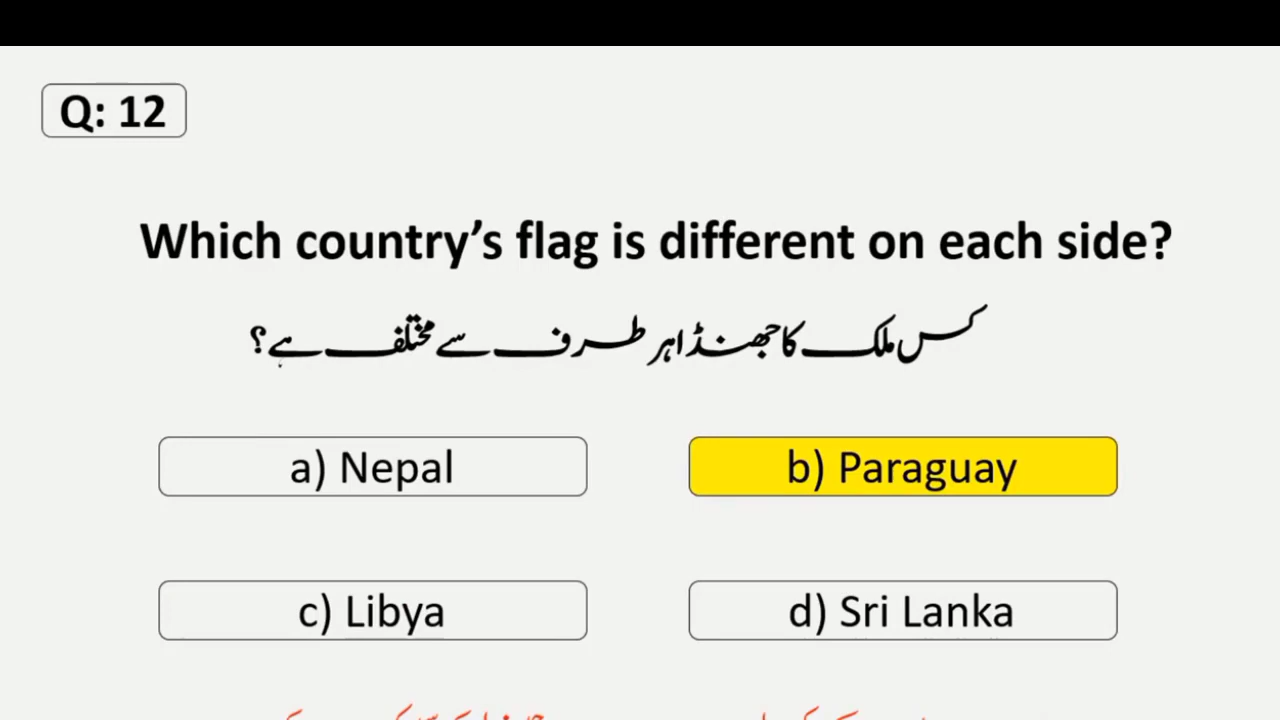 Q: 12
Which country’s flag is different on each side?
کس ملک کا جھنڈا ہر طرف سے مختلف ہے؟
a) Nepal
b) Paraguay
c) Libya
d) Sri Lanka